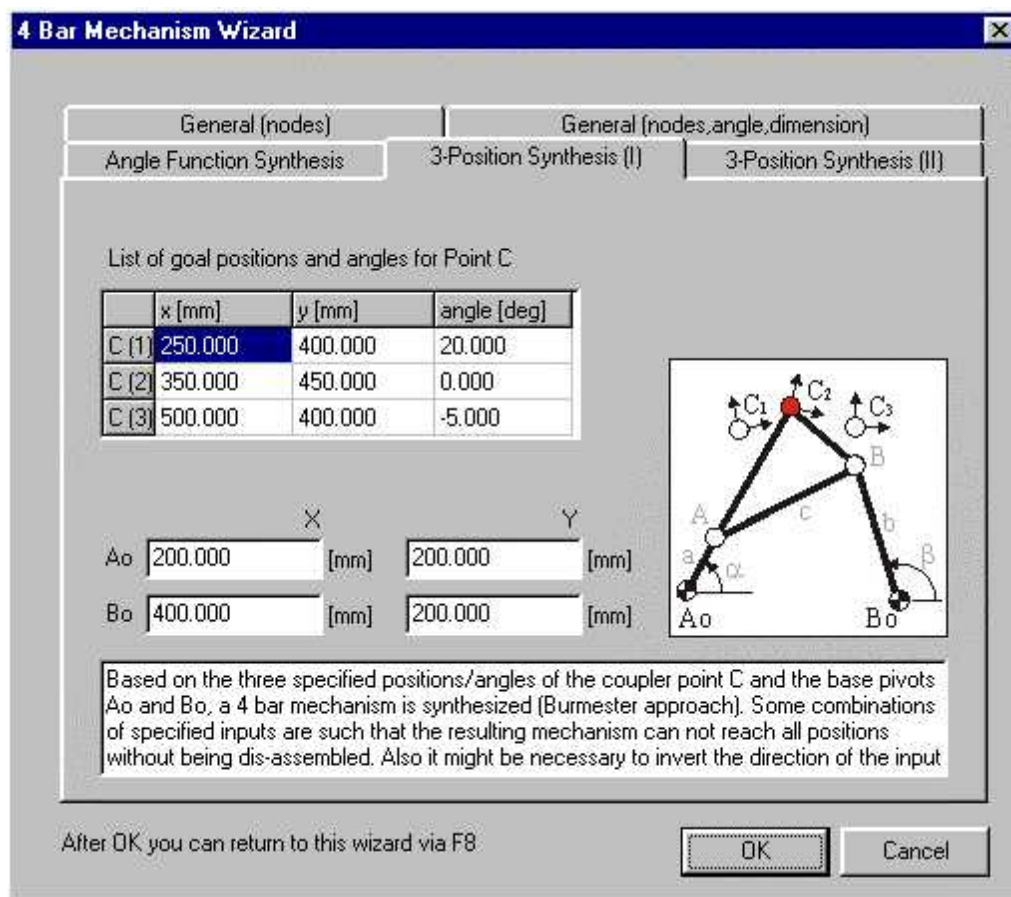 4 Bar Mechanism Wizard
General (nodes)
General (nodes,angle,dimension)
Angle Function Synthesis
3-Position Synthesis (I)
3-Position Synthesis (II)
List of goal positions and angles for Point C
x [mm] y [mm] angle [deg]
C (1) 250.000 400.000 20.000
C (2) 350.000 450.000 0.000
C (3) 500.000 400.000 -5.000
X Y
Ao 200.000 [mm] 200.000 [mm]
Bo 400.000 [mm] 200.000 [mm]
C1 C2 C3
B
A
c
b
a
α
β
Ao Bo
Based on the three specified positions/angles of the coupler point C and the base pivots
Ao and Bo, a 4 bar mechanism is synthesized (Burmester approach). Some combinations
of specified inputs are such that the resulting mechanism can not reach all positions
without being dis-assembled. Also it might be necessary to invert the direction of the input
After OK you can return to this wizard via F8
OK
Cancel